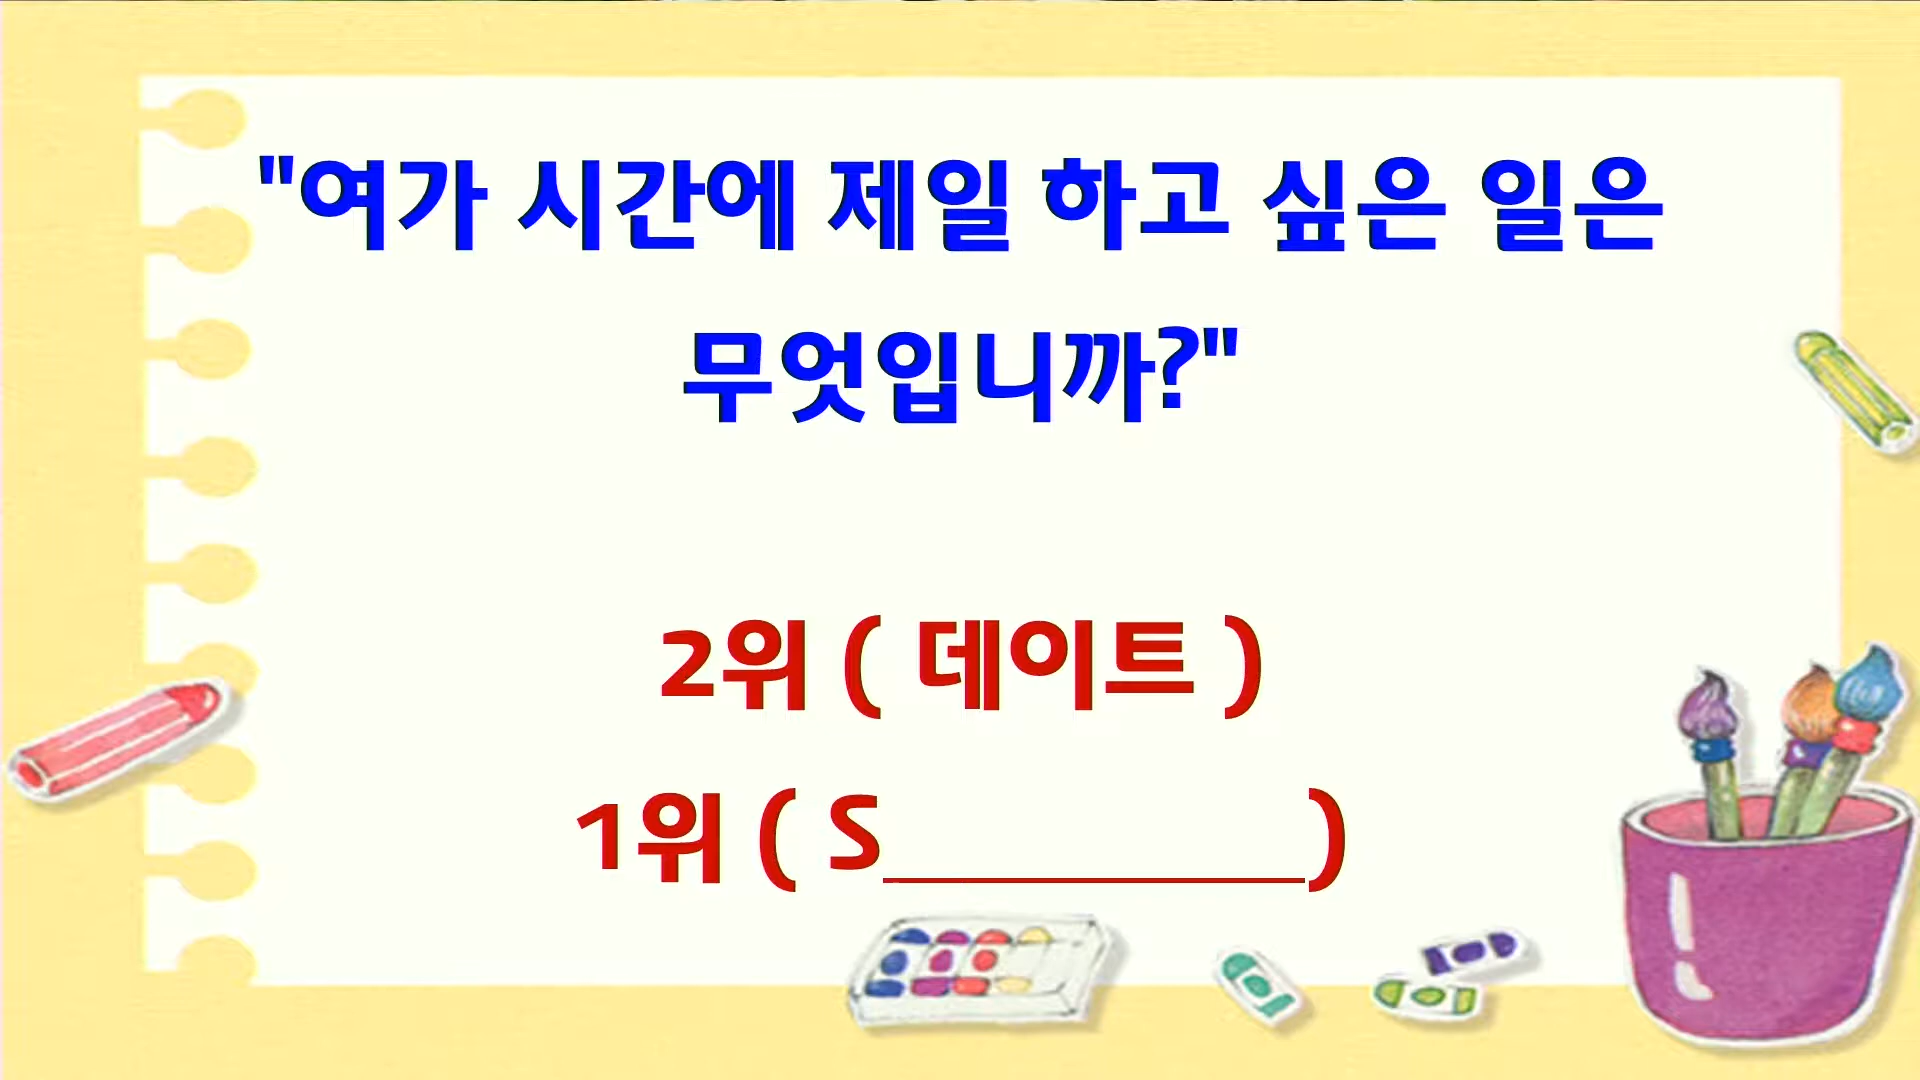 "여가 시간에 제일 하고 싶은 일은
무엇입니까?"
2위 ( 데이트 )
1위 ( S__________)